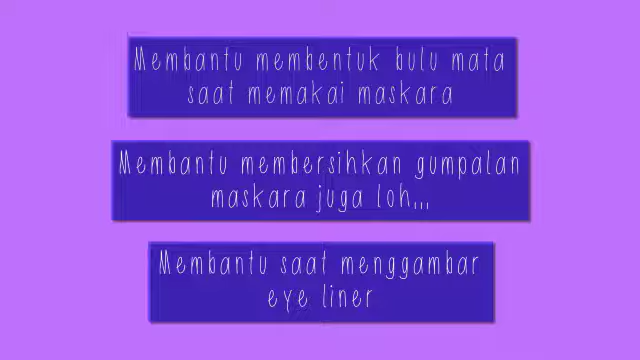 Membantu membentuk bulu mata
saat memakai maskara
Membantu membersihkan gumpalan
maskara juga loh,,,
Membantu saat menggambar
eye liner